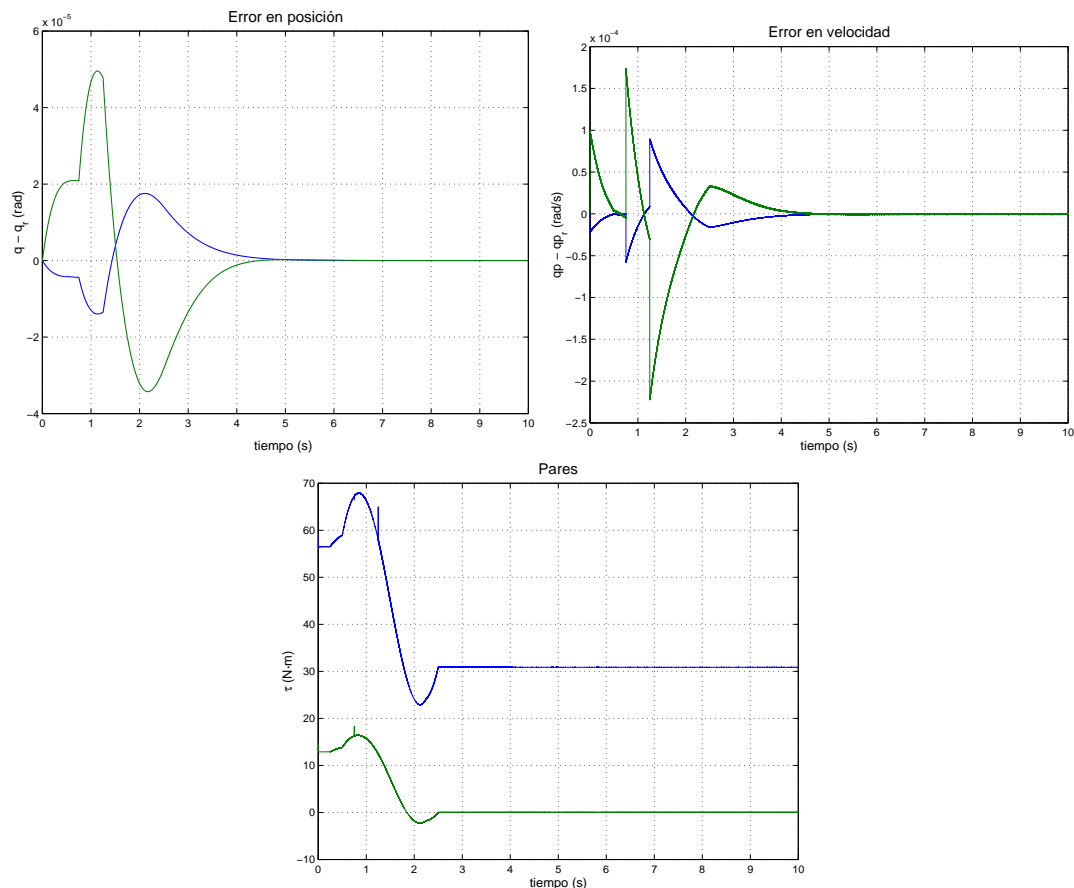 Error en posición
x 10⁻⁵
6
4
2
0
−2
−4
q − q_r (rad)
0 1 2 3 4 5 6 7 8 9 10
tiempo (s)
Error en velocidad
x 10⁻⁴
2
1.5
1
0.5
0
−0.5
−1
−1.5
−2
−2.5
qp − qp_r (rad/s)
0 1 2 3 4 5 6 7 8 9 10
tiempo (s)
Pares
70
60
50
40
30
20
10
0
−10
τ (N·m)
0 1 2 3 4 5 6 7 8 9 10
tiempo (s)